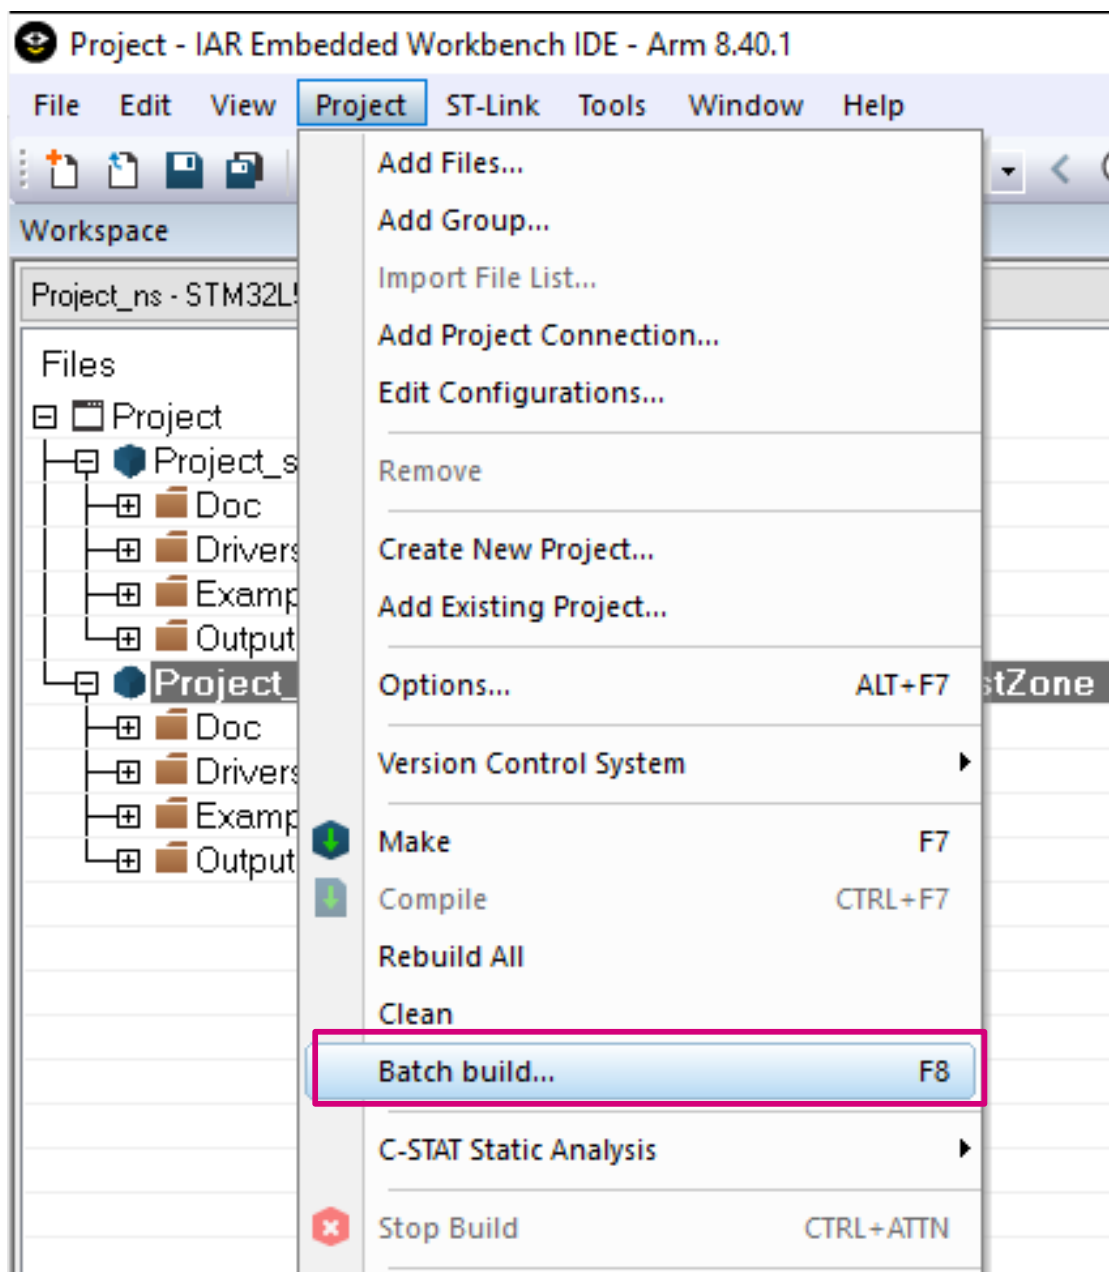 Project - IAR Embedded Workbench IDE - Arm 8.40.1
File Edit View Project ST-Link Tools Window Help
Add Files...
Workspace
Add Group...
Import File List...
Project_ns - STM32L5
Add Project Connection...
Files
Edit Configurations...
Project
Project_s
Remove
Doc
Drivers
Create New Project...
Examp
Add Existing Project...
Output
Project_
Options... ALT+F7
stZone
Doc
Version Control System
Drivers
Examp
Make F7
Output
Compile CTRL+F7
Rebuild All
Clean
Batch build... F8
C-STAT Static Analysis
Stop Build CTRL+ATTN